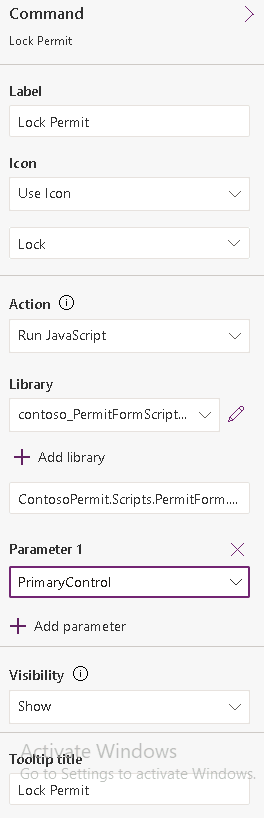 Command
Lock Permit
Label
Lock Permit
Icon
Use Icon
Lock
Action
Run JavaScript
Library
contoso_PermitFormScript...
Add library
ContosoPermit.Scripts.PermitForm....
Parameter 1
PrimaryControl
Add parameter
Visibility
Show
Activate Windows
Tooltip title
Go to Settings to activate Windows.
Lock Permit